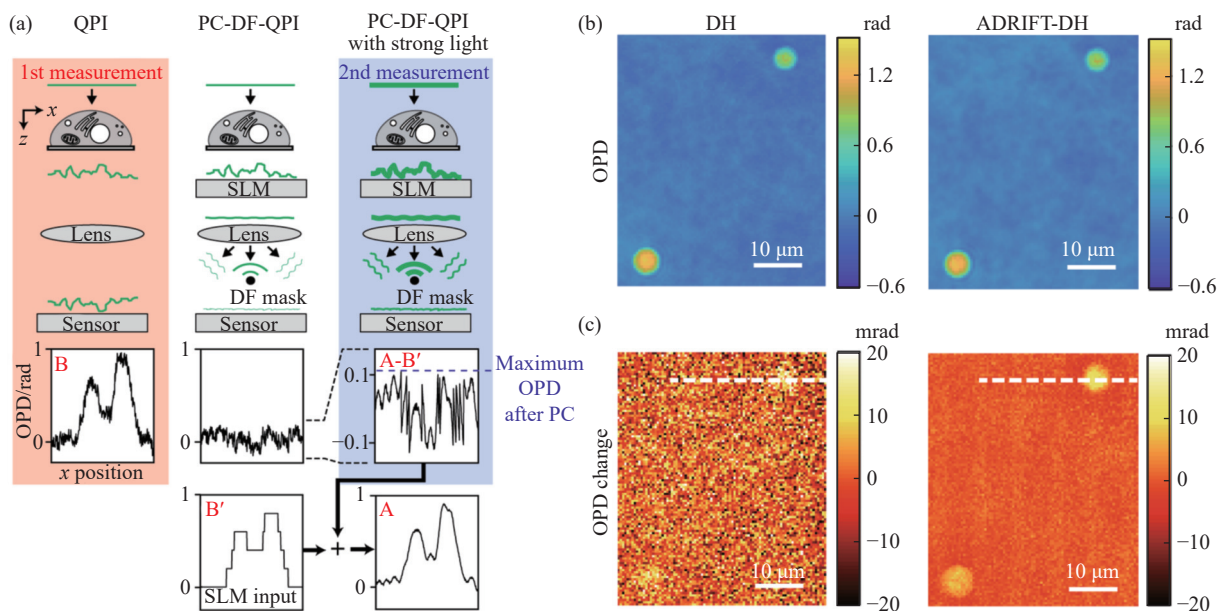 (a)
QPI
PC-DF-QPI
PC-DF-QPI
with strong light
1st measurement
2nd measurement
x
z
SLM
SLM
Lens
Lens
Lens
DF mask
DF mask
Sensor
Sensor
Sensor
OPD/rad
1
0
B
x position
1
0
A-B′
0.1
−0.1
Maximum
OPD
after PC
1
0
B′
SLM input
+
1
0
A
(b)
DH
ADRIFT-DH
rad
rad
OPD
1.2
0.6
0
−0.6
1.2
0.6
0
−0.6
10 μm
10 μm
(c)
mrad
mrad
OPD change
20
10
0
−10
−20
20
10
0
−10
−20
10 μm
10 μm